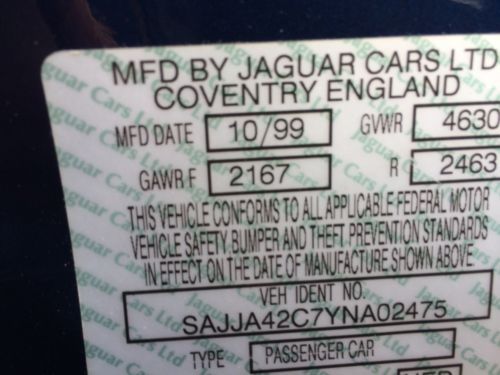 MFD BY JAGUAR CARS LTD
COVENTRY ENGLAND
MFD DATE 10/99 GVWR 4630
GAWR F 2167 R 2463
THIS VEHICLE CONFORMS TO ALL APPLICABLE FEDERAL MOTOR
VEHICLE SAFETY, BUMPER AND THEFT PREVENTION STANDARDS
IN EFFECT ON THE DATE OF MANUFACTURE SHOWN ABOVE
VEH IDENT NO.
SAJJA42C7YNA02475
TYPE PASSENGER CAR